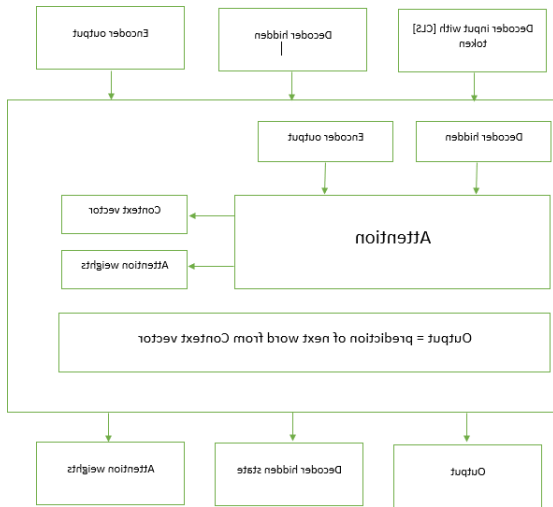 Encoder output
Decoder hidden
Decoder input with [CLS]
token
Encoder output
Decoder hidden
Attention
Context vector
Attention weights
Output = prediction of next word from Context vector
Attention weights
Decoder hidden state
Output